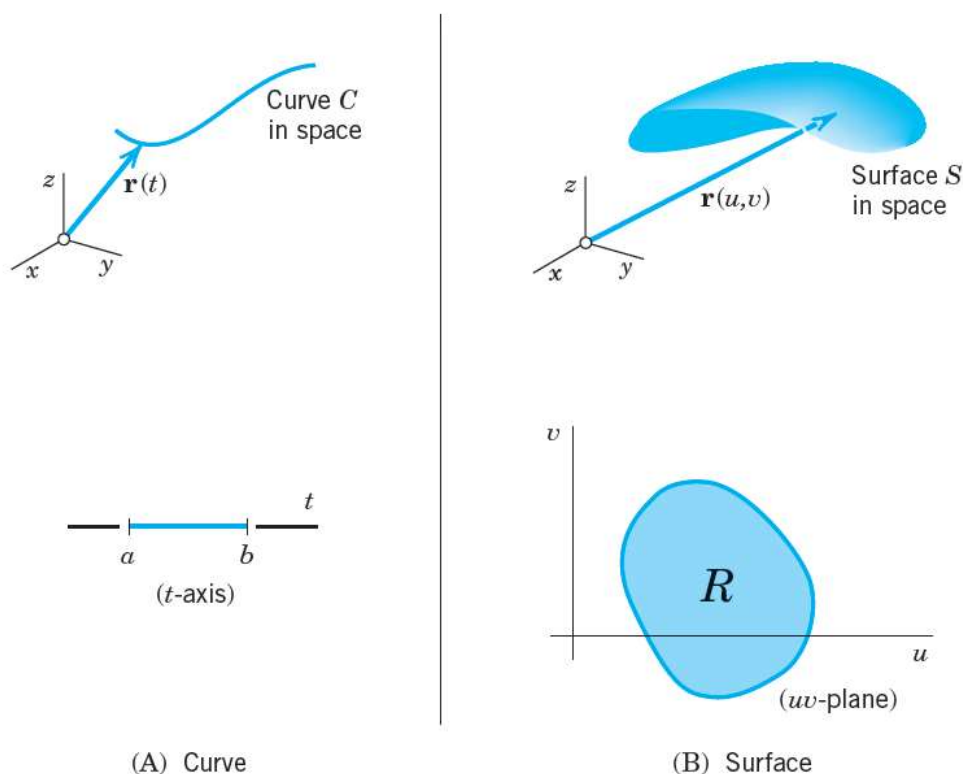 Curve C
in space
z
r(t)
x
y
a
b
t
(t-axis)
(A) Curve
Surface S
in space
z
r(u,v)
x
y
v
R
u
(uv-plane)
(B) Surface